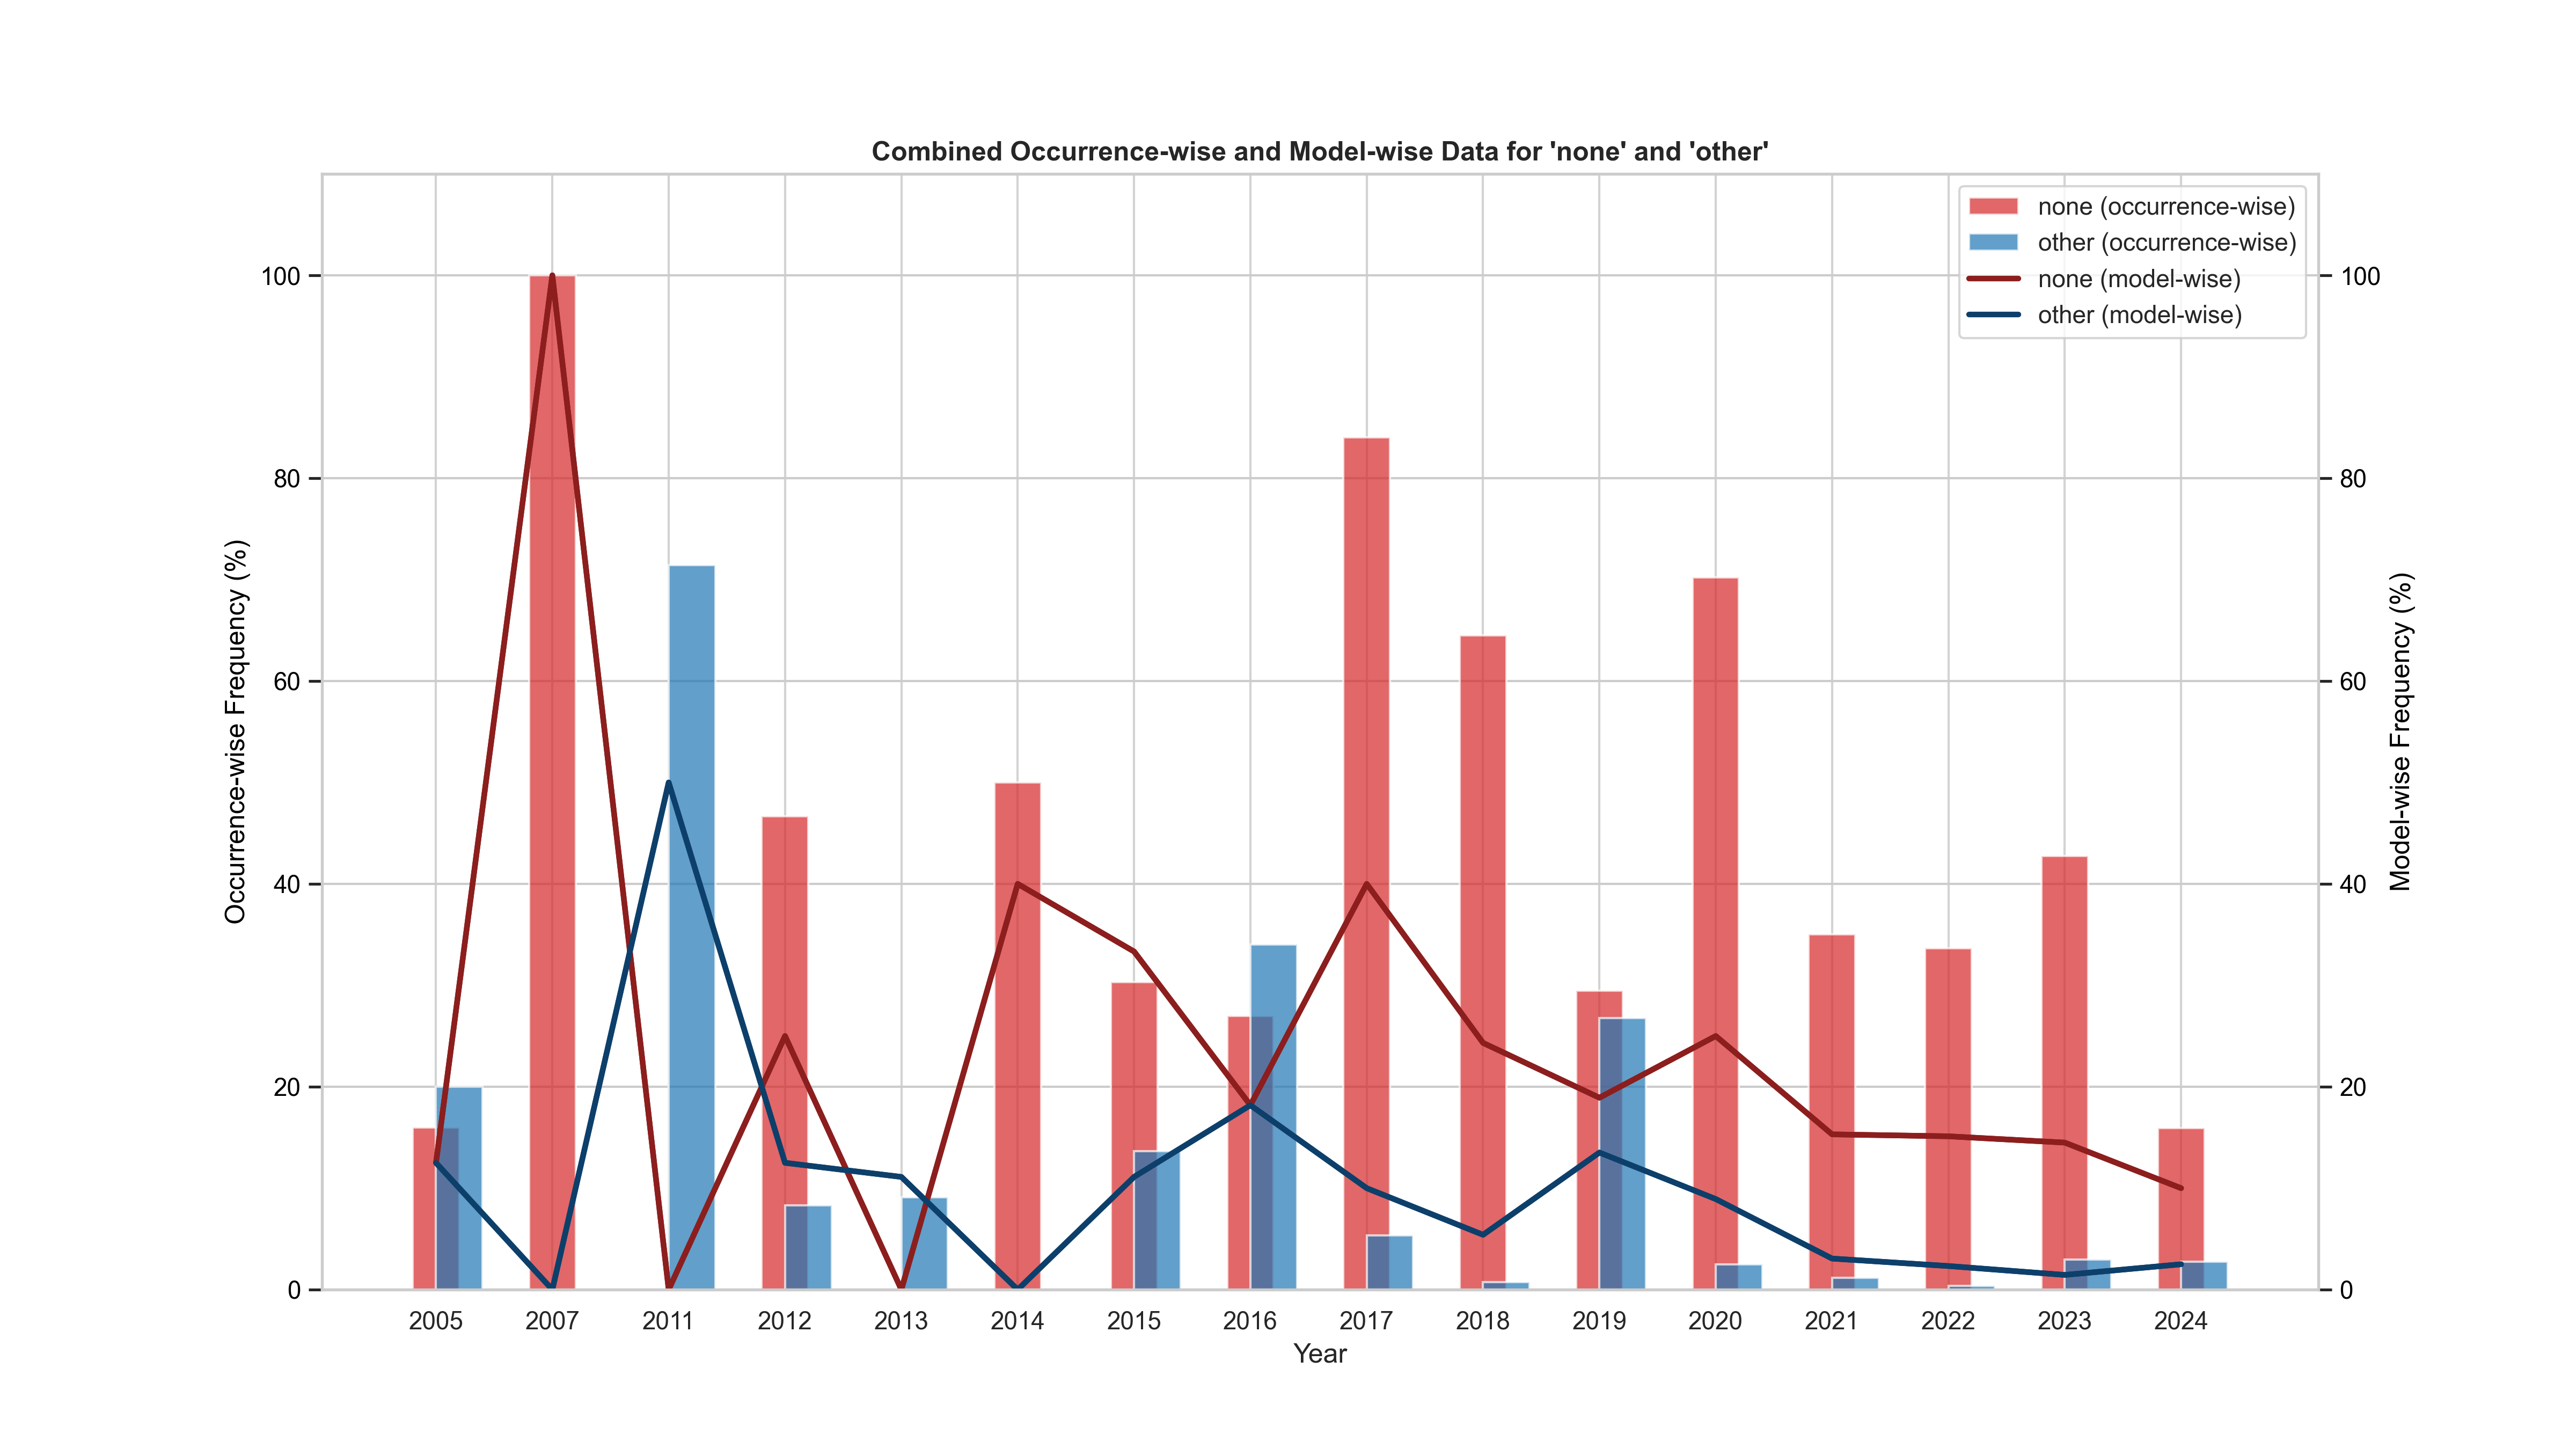 Combined Occurrence-wise and Model-wise Data for 'none' and 'other'
none (occurrence-wise)
other (occurrence-wise)
none (model-wise)
other (model-wise)
Occurrence-wise Frequency (%)
100
80
60
40
20
0
Model-wise Frequency (%)
100
80
60
40
20
0
2005 2007 2011 2012 2013 2014 2015 2016 2017 2018 2019 2020 2021 2022 2023 2024
Year